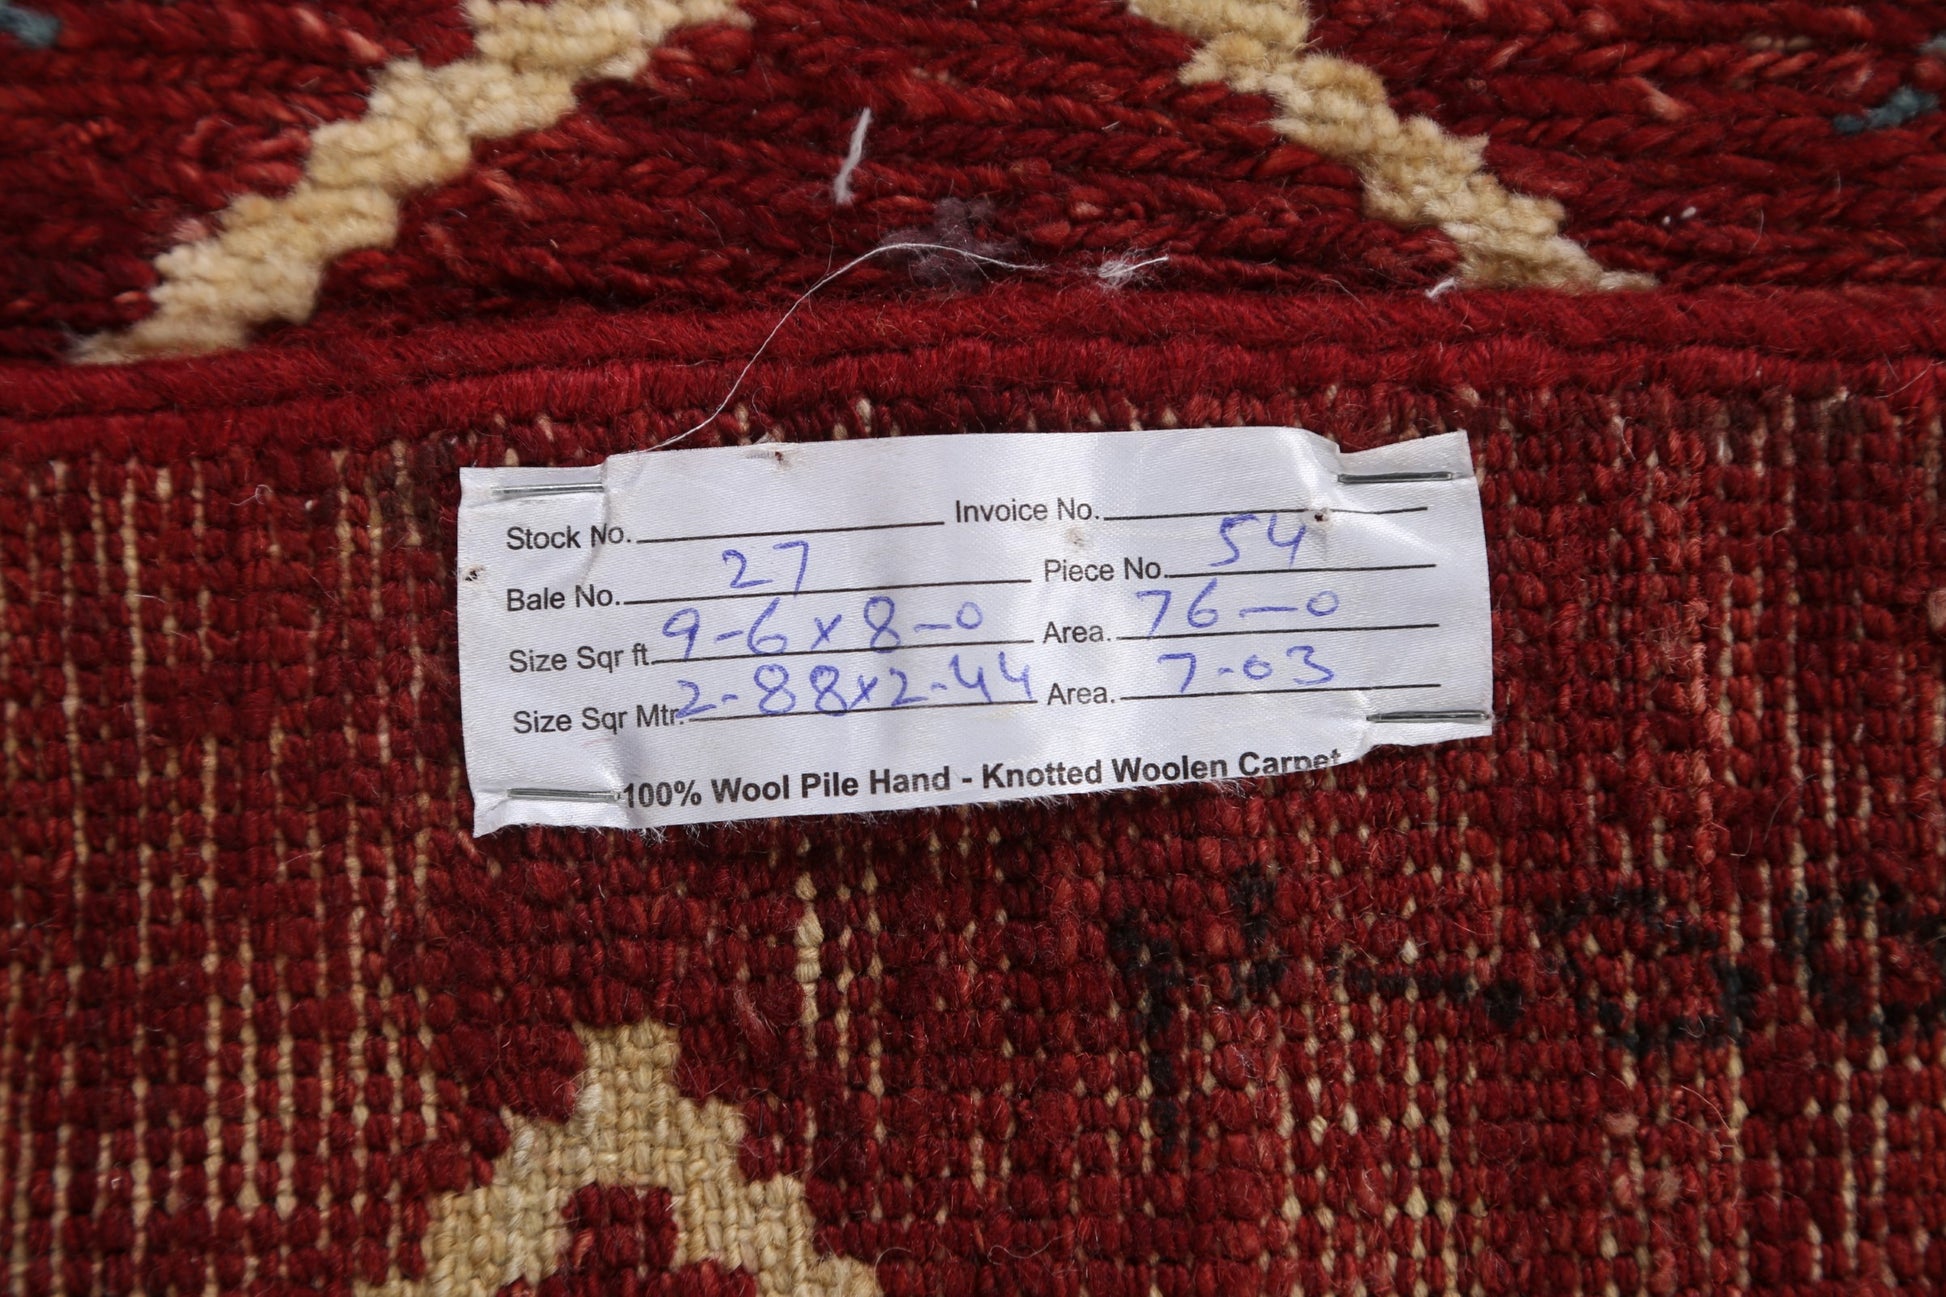 Stock No. Invoice No.
Bale No. 27 Piece No. 54
Size Sqr ft. 9-6x8-0 Area. 76-0
Size Sqr Mtr. 2-88x2-44 Area. 7-03
100% Wool Pile Hand - Knotted Woolen Carpet